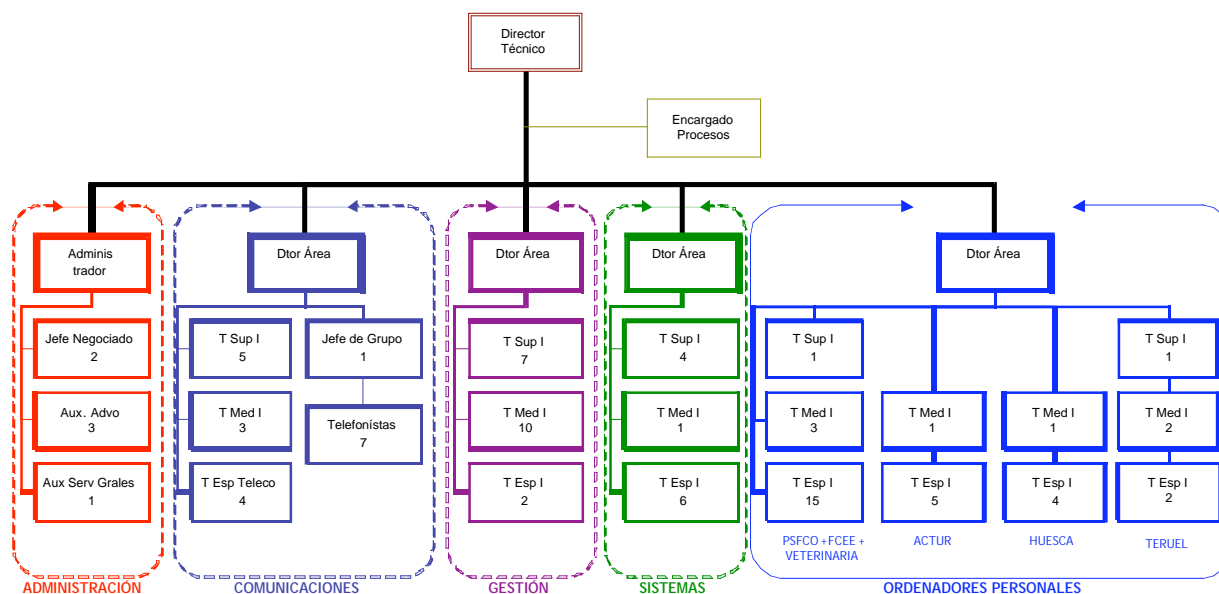 Director
Técnico
Encargado
Procesos
Adminis
trador
Jefe Negociado
2
Aux. Advo
3
Aux Serv Grales
1
ADMINISTRACIÓN
Dtor Área
T Sup I
5
T Med I
3
T Esp Teleco
4
Jefe de Grupo
1
Telefonístas
7
COMUNICACIONES
Dtor Área
T Sup I
7
T Med I
10
T Esp I
2
GESTIÓN
Dtor Área
T Sup I
4
T Med I
1
T Esp I
6
SISTEMAS
Dtor Área
T Sup I
1
T Med I
3
T Esp I
15
PSFCO +FCEE +
VETERINARIA
T Med I
1
T Esp I
5
ACTUR
T Med I
1
T Esp I
4
HUESCA
T Sup I
1
T Med I
2
T Esp I
2
TERUEL
ORDENADORES PERSONALES